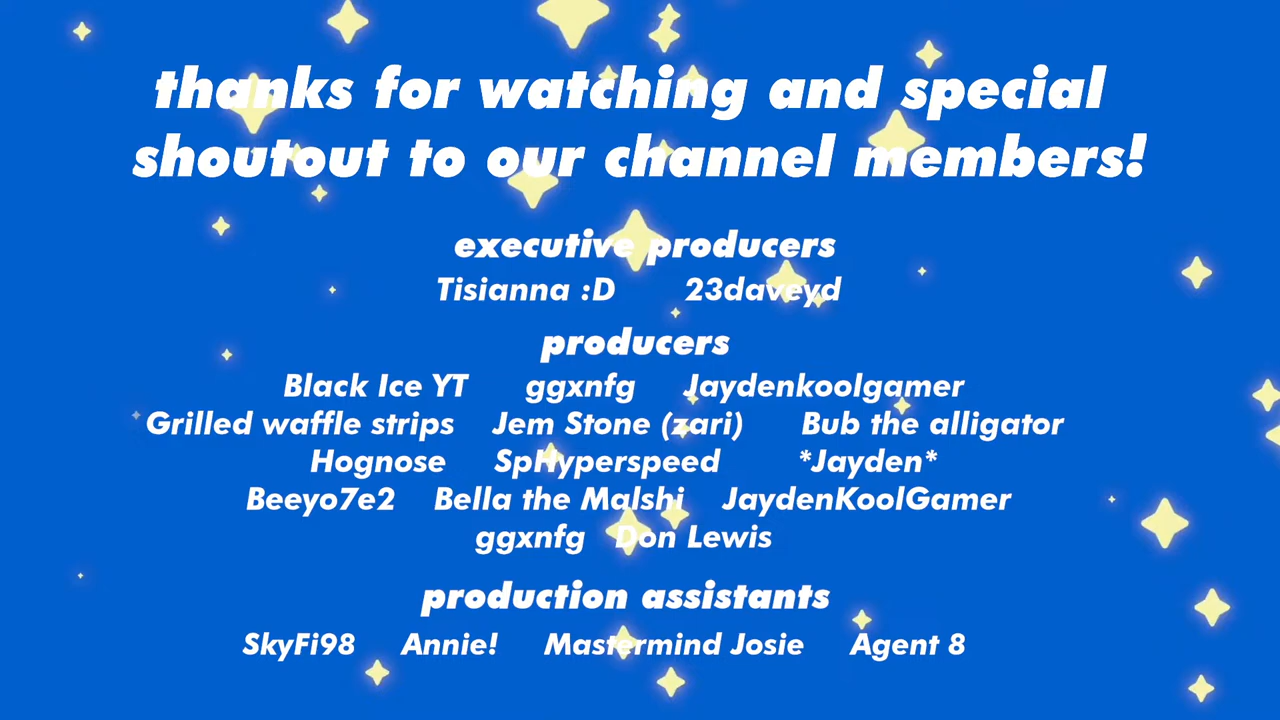 thanks for watching and special
shoutout to our channel members!
executive producers
Tisianna :D 23daveyd
producers
Black Ice YT ggxnfg Jaydenkoolgamer
Grilled waffle strips Jem Stone (zari) Bub the alligator
Hognose SpHyperspeed *Jayden*
Beeyo7e2 Bella the Malshi JaydenKoolGamer
ggxnfg Don Lewis
production assistants
SkyFi98 Annie! Mastermind Josie Agent 8